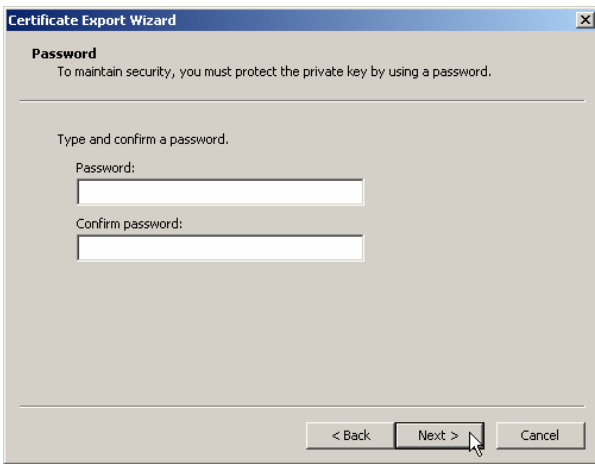 Certificate Export Wizard
Password
To maintain security, you must protect the private key by using a password.
Type and confirm a password.
Password:
Confirm password:
< Back
Next >
Cancel